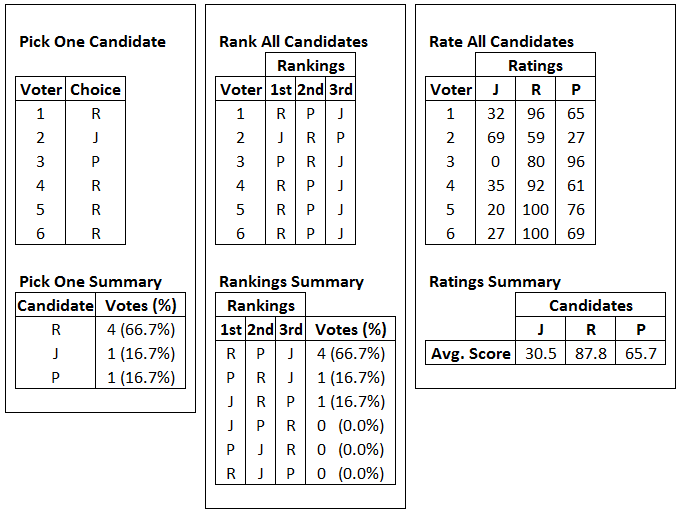 Pick One Candidate
Voter Choice
1 R
2 J
3 P
4 R
5 R
6 R
Pick One Summary
Candidate Votes (%)
R 4 (66.7%)
J 1 (16.7%)
P 1 (16.7%)
Rank All Candidates
Rankings
Voter 1st 2nd 3rd
1 R P J
2 J R P
3 P R J
4 R P J
5 R P J
6 R P J
Rankings Summary
Rankings
1st 2nd 3rd Votes (%)
R P J 4 (66.7%)
P R J 1 (16.7%)
J R P 1 (16.7%)
J P R 0 (0.0%)
P J R 0 (0.0%)
R J P 0 (0.0%)
Rate All Candidates
Ratings
Voter J R P
1 32 96 65
2 69 59 27
3 0 80 96
4 35 92 61
5 20 100 76
6 27 100 69
Ratings Summary
Candidates
J R P
Avg. Score 30.5 87.8 65.7